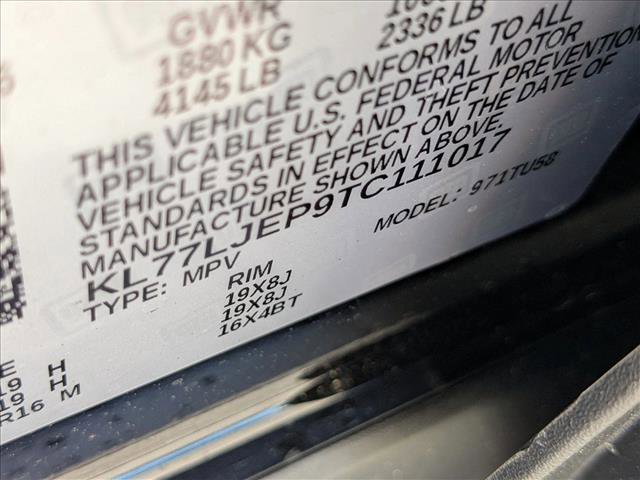 GVWR
1880 KG
4145 LB
2336 LB
THIS VEHICLE CONFORMS TO ALL
APPLICABLE U.S. FEDERAL MOTOR
VEHICLE SAFETY AND THEFT PREVENTION
STANDARDS IN EFFECT ON THE DATE OF
MANUFACTURE SHOWN ABOVE.
KL77LJEP9TC111017
TYPE: MPV
MODEL: 971TU58
RIM
19X8J
19X8J
16X4BT
H
19 H
R16 M